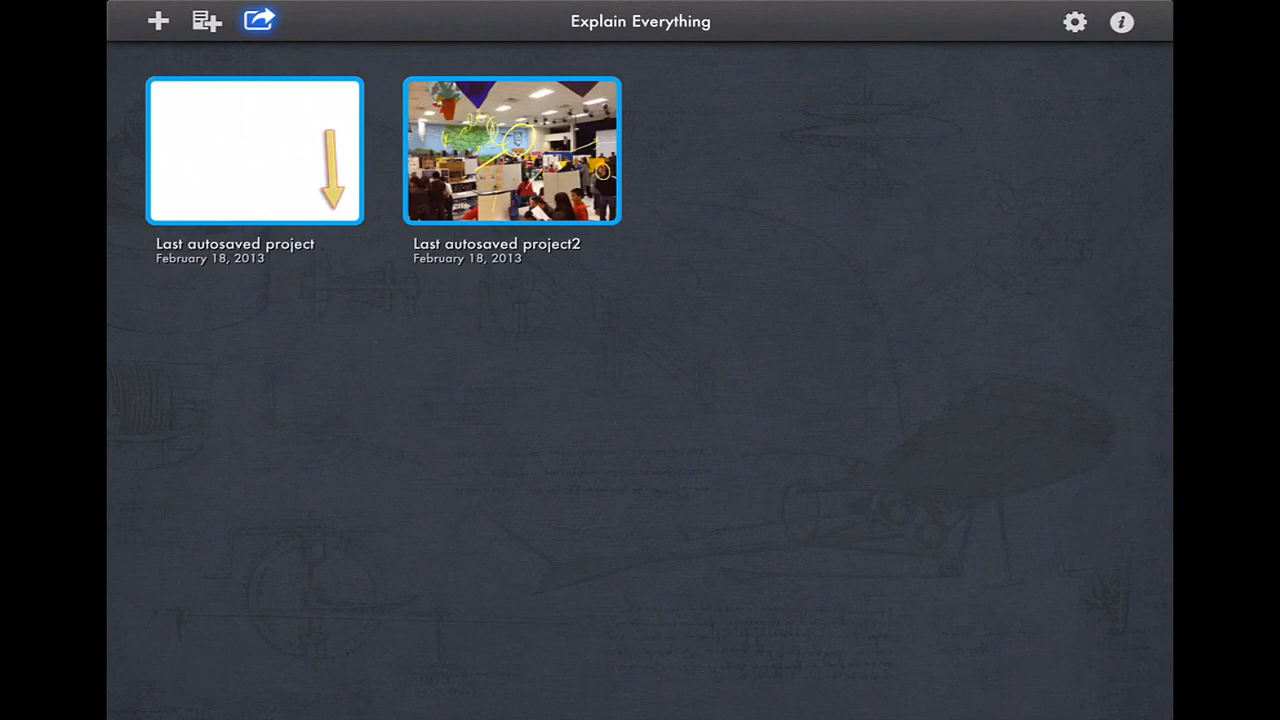 Explain Everything
Last autosaved project
February 18, 2013
Last autosaved project2
February 18, 2013